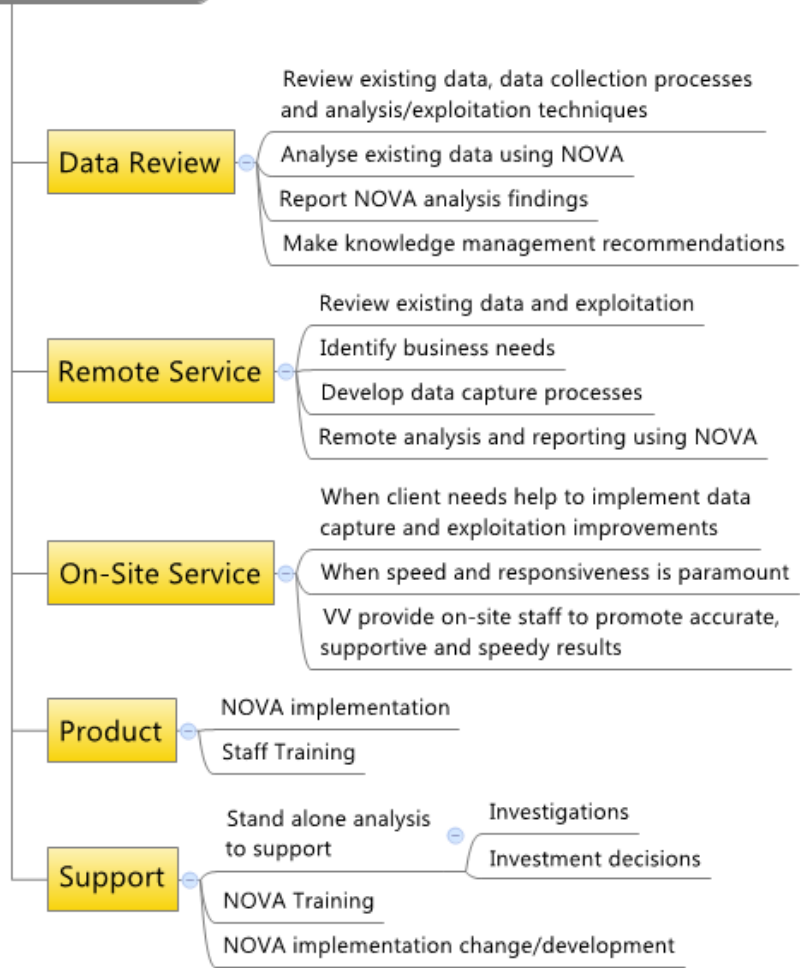 Data Review
Review existing data, data collection processes
and analysis/exploitation techniques
Analyse existing data using NOVA
Report NOVA analysis findings
Make knowledge management recommendations
Remote Service
Review existing data and exploitation
Identify business needs
Develop data capture processes
Remote analysis and reporting using NOVA
On-Site Service
When client needs help to implement data
capture and exploitation improvements
When speed and responsiveness is paramount
VV provide on-site staff to promote accurate,
supportive and speedy results
Product
NOVA implementation
Staff Training
Support
Stand alone analysis
to support
Investigations
Investment decisions
NOVA Training
NOVA implementation change/development